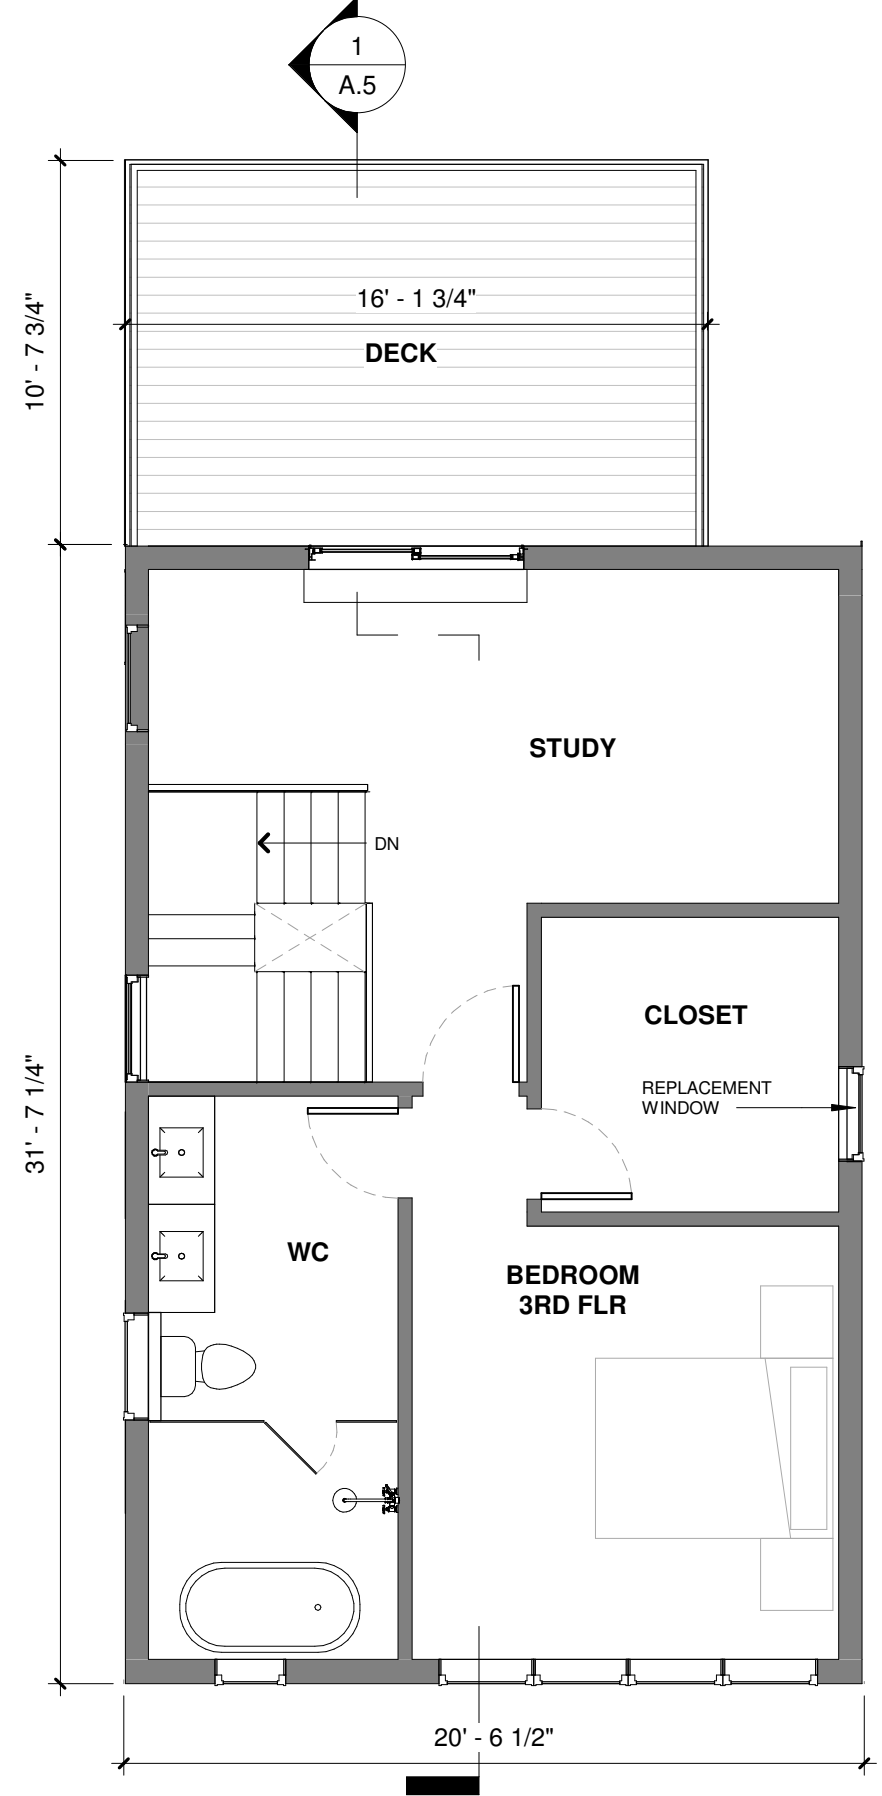 1
A.5
10' - 7 3/4"
16' - 1 3/4"
DECK
STUDY
DN
CLOSET
REPLACEMENT
WINDOW
31' - 7 1/4"
WC
BEDROOM
3RD FLR
20' - 6 1/2"